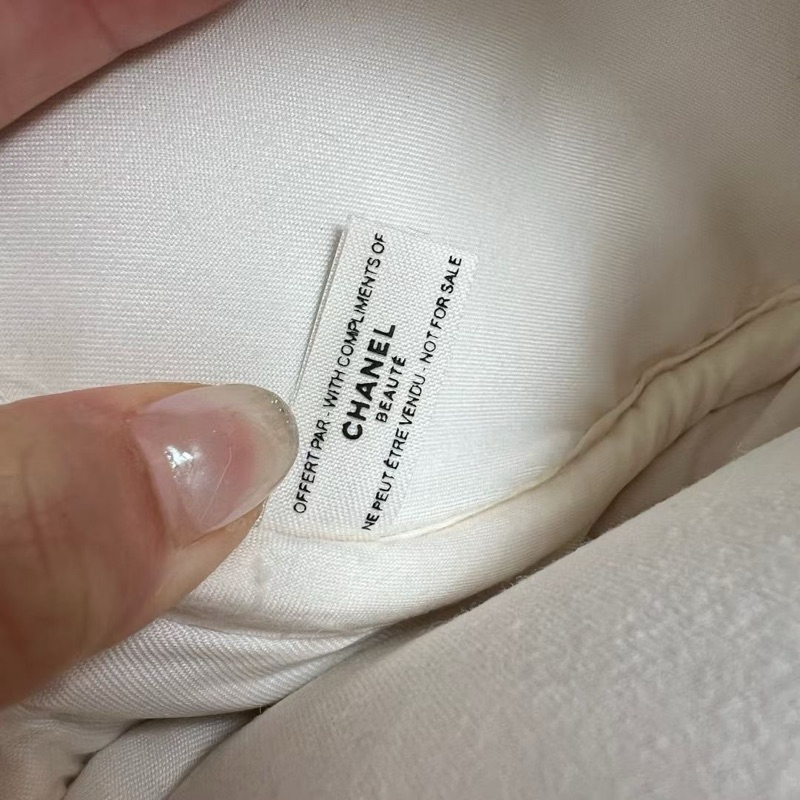 OFFERT PAR - WITH COMPLIMENTS OF
CHANEL
BEAUTÉ
NE PEUT ÊTRE VENDU - NOT FOR SALE